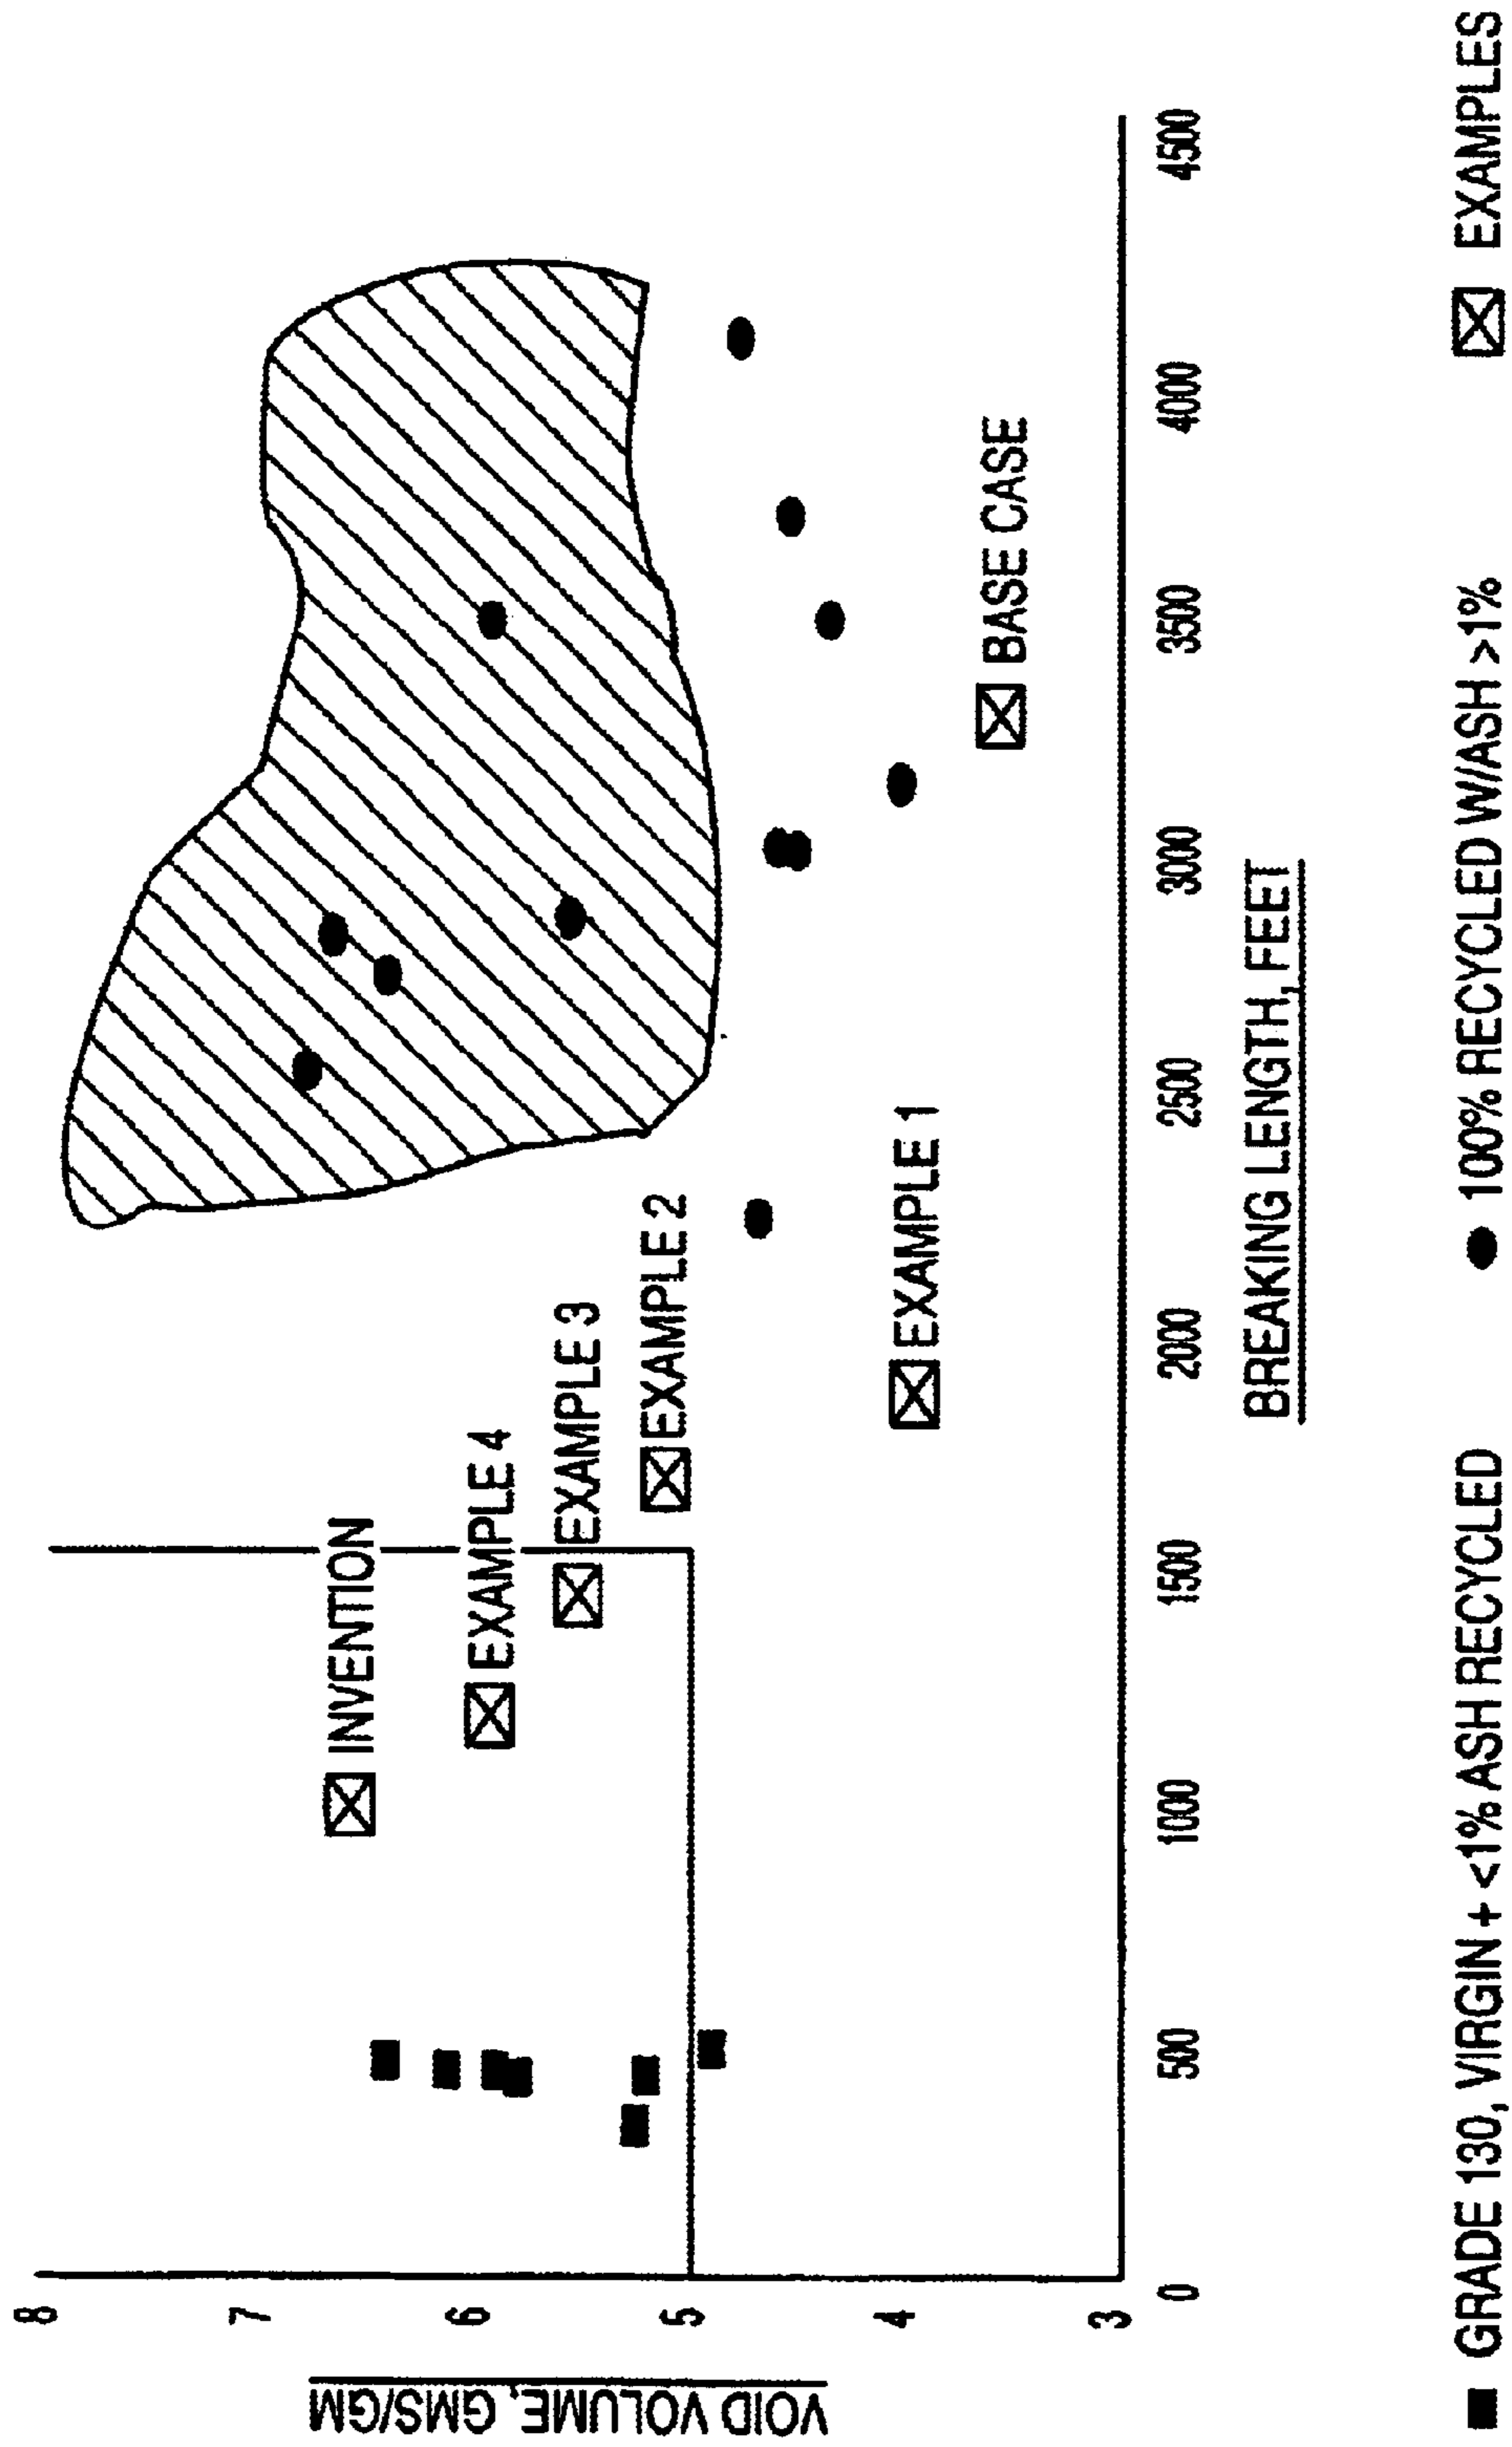 VOID VOLUME, GMS/GM
8
7
6
5
4
3
INVENTION
EXAMPLE 4
EXAMPLE 3
EXAMPLE 2
EXAMPLE 1
BASE CASE
0 500 1000 1500 2000 2500 3000 3500 4000 4500
BREAKING LENGTH, FEET
GRADE 130, VIRGIN + <1% ASH RECYCLED 100% RECYCLED W/ASH >1% EXAMPLES